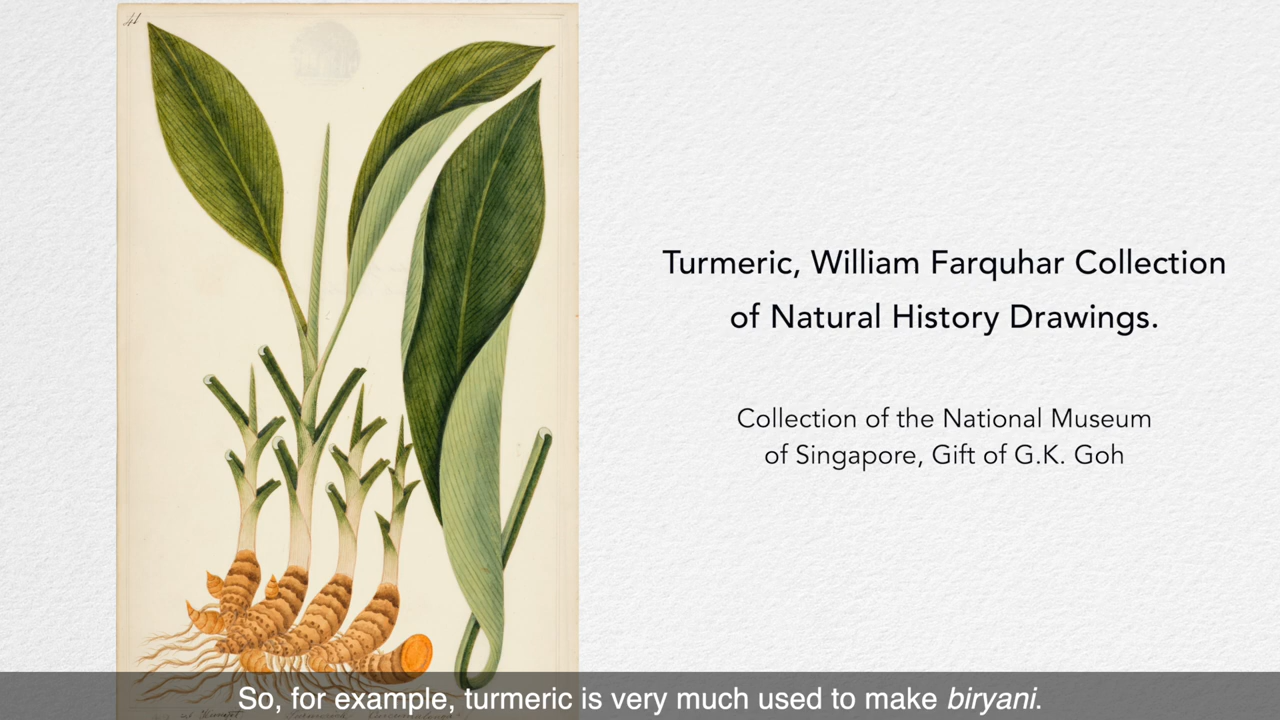 41
Turmeric, William Farquhar Collection
of Natural History Drawings.
Collection of the National Museum
of Singapore, Gift of G.K. Goh
So, for example, turmeric is very much used to make biryani.